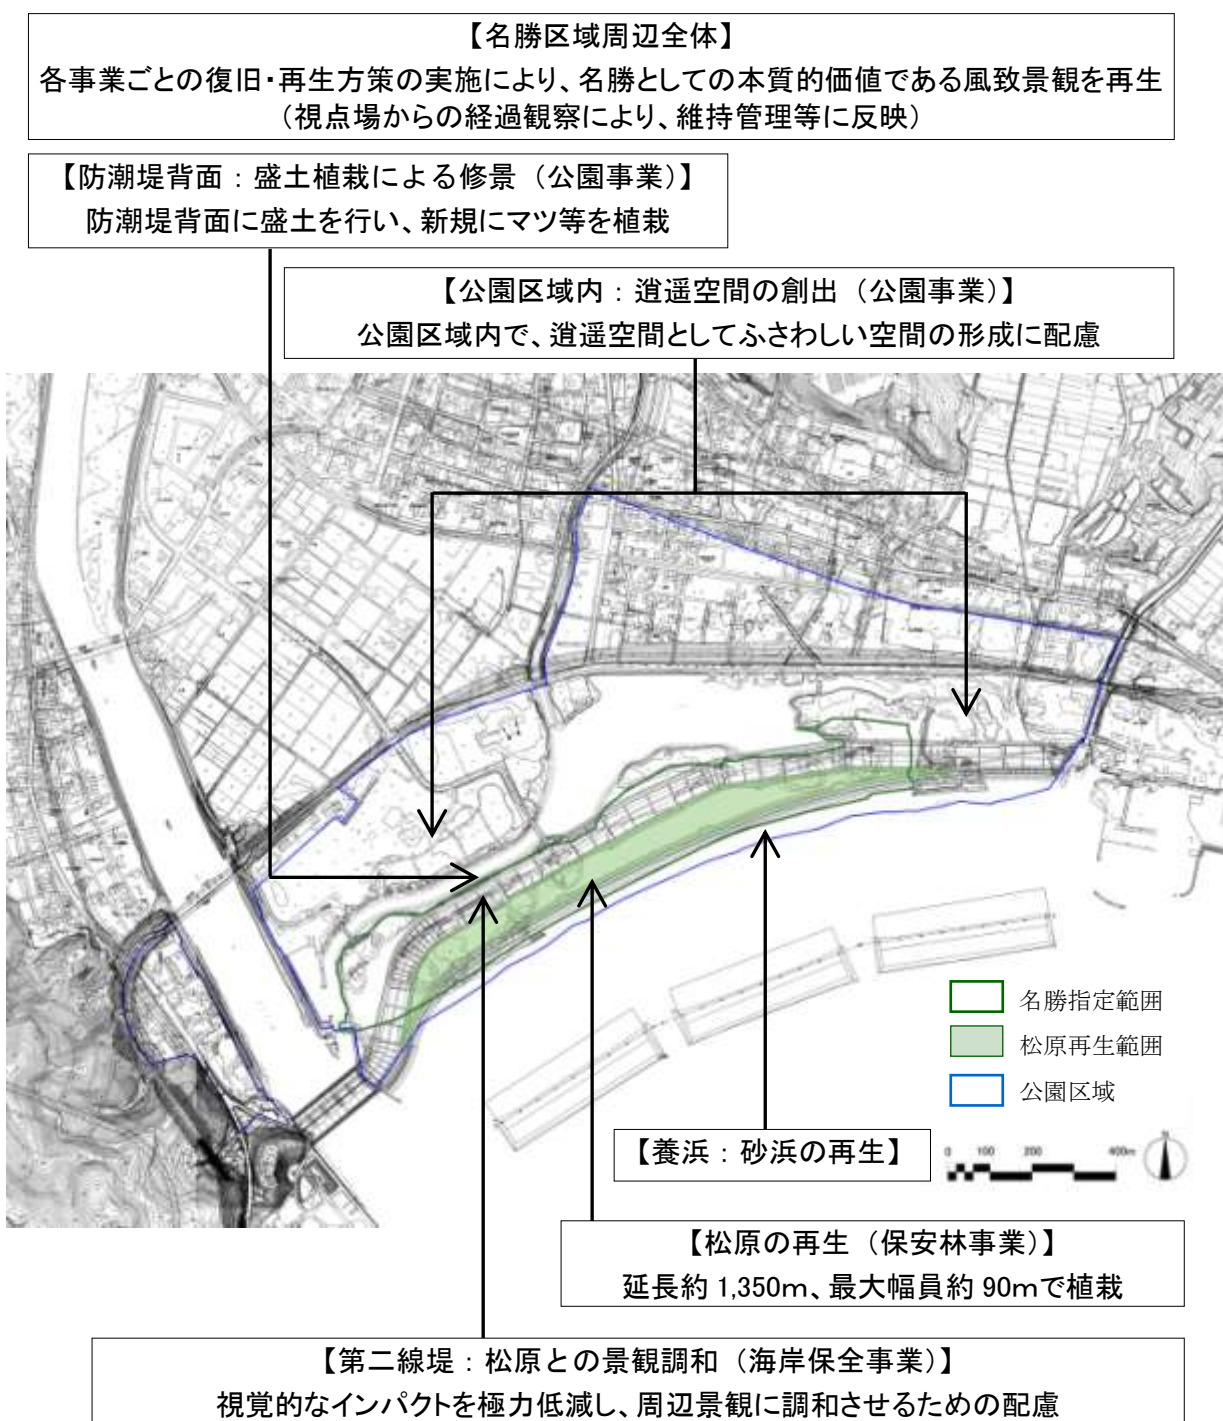 【名勝区域周辺全体】
各事業ごとの復旧・再生方策の実施により、名勝としての本質的価値である風致景観を再生
（視点場からの経過観察により、維持管理等に反映）
【防潮堤背面：盛土植栽による修景（公園事業）】
防潮堤背面に盛土を行い、新規にマツ等を植栽
【公園区域内：逍遥空間の創出（公園事業）】
公園区域内で、逍遥空間としてふさわしい空間の形成に配慮
名勝指定範囲
松原再生範囲
公園区域
【養浜：砂浜の再生】
0 100 200 400m
【松原の再生（保安林事業）】
延長約 1,350m、最大幅員約 90mで植栽
【第二線堤：松原との景観調和（海岸保全事業）】
視覚的なインパクトを極力低減し、周辺景観に調和させるための配慮